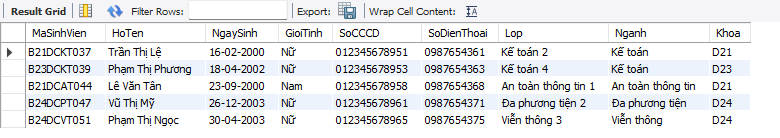 Result Grid Filter Rows: Export: Wrap Cell Content:
MaSinhVien HoTen NgaySinh GioiTinh SoCCCD SoDienThoai Lop Nganh Khoa
B21DCKT037 Trần Thị Lệ 16-02-2000 Nữ 012345678951 0987654361 Kế toán 2 Kế toán D21
B23DCKT039 Phạm Thị Phương 18-04-2002 Nữ 012345678953 0987654363 Kế toán 4 Kế toán D23
B21DCAT044 Lê Văn Tân 23-09-2000 Nam 012345678958 0987654368 An toàn thông tin 1 An toàn thông tin D21
B24DCPT047 Vũ Thị Mỹ 26-12-2003 Nữ 012345678961 0987654371 Đa phương tiện 2 Đa phương tiện D24
B24DCVT051 Phạm Thị Ngọc 30-04-2003 Nữ 012345678965 0987654375 Viễn thông 3 Viễn thông D24